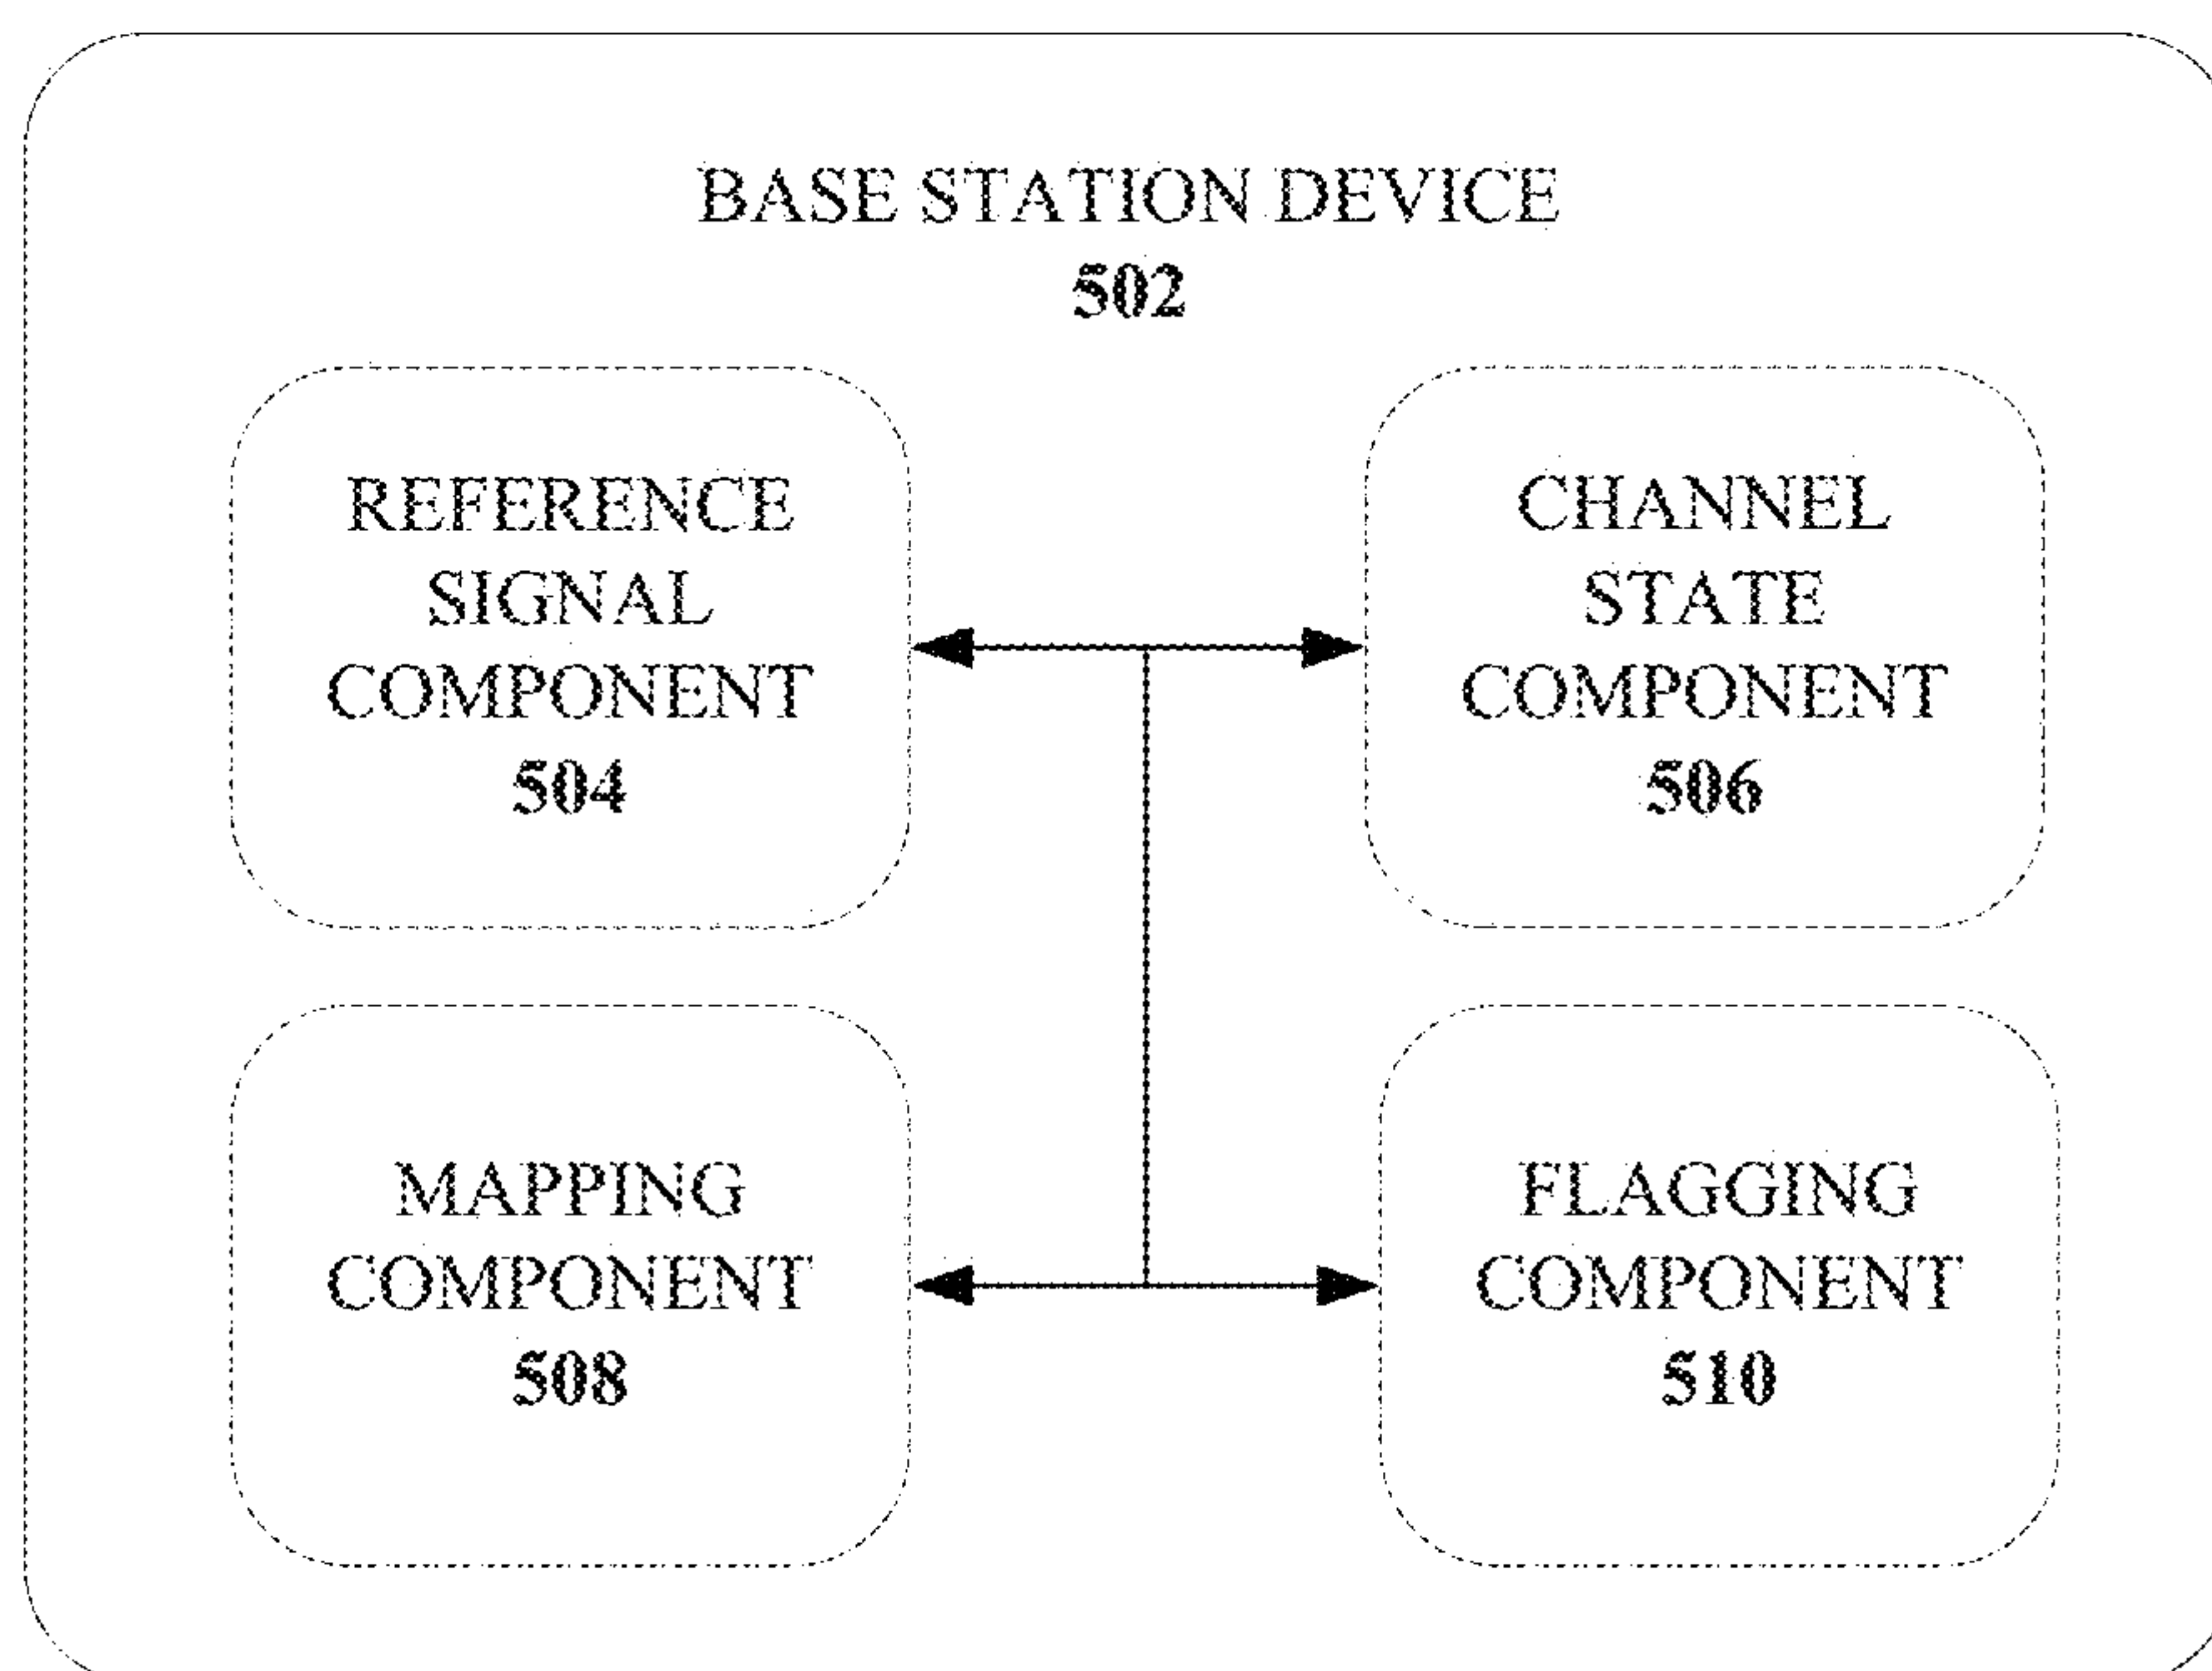 BASE STATION DEVICE
502
REFERENCE
SIGNAL
COMPONENT
504
CHANNEL
STATE
COMPONENT
506
MAPPING
COMPONENT
508
FLAGGING
COMPONENT
510